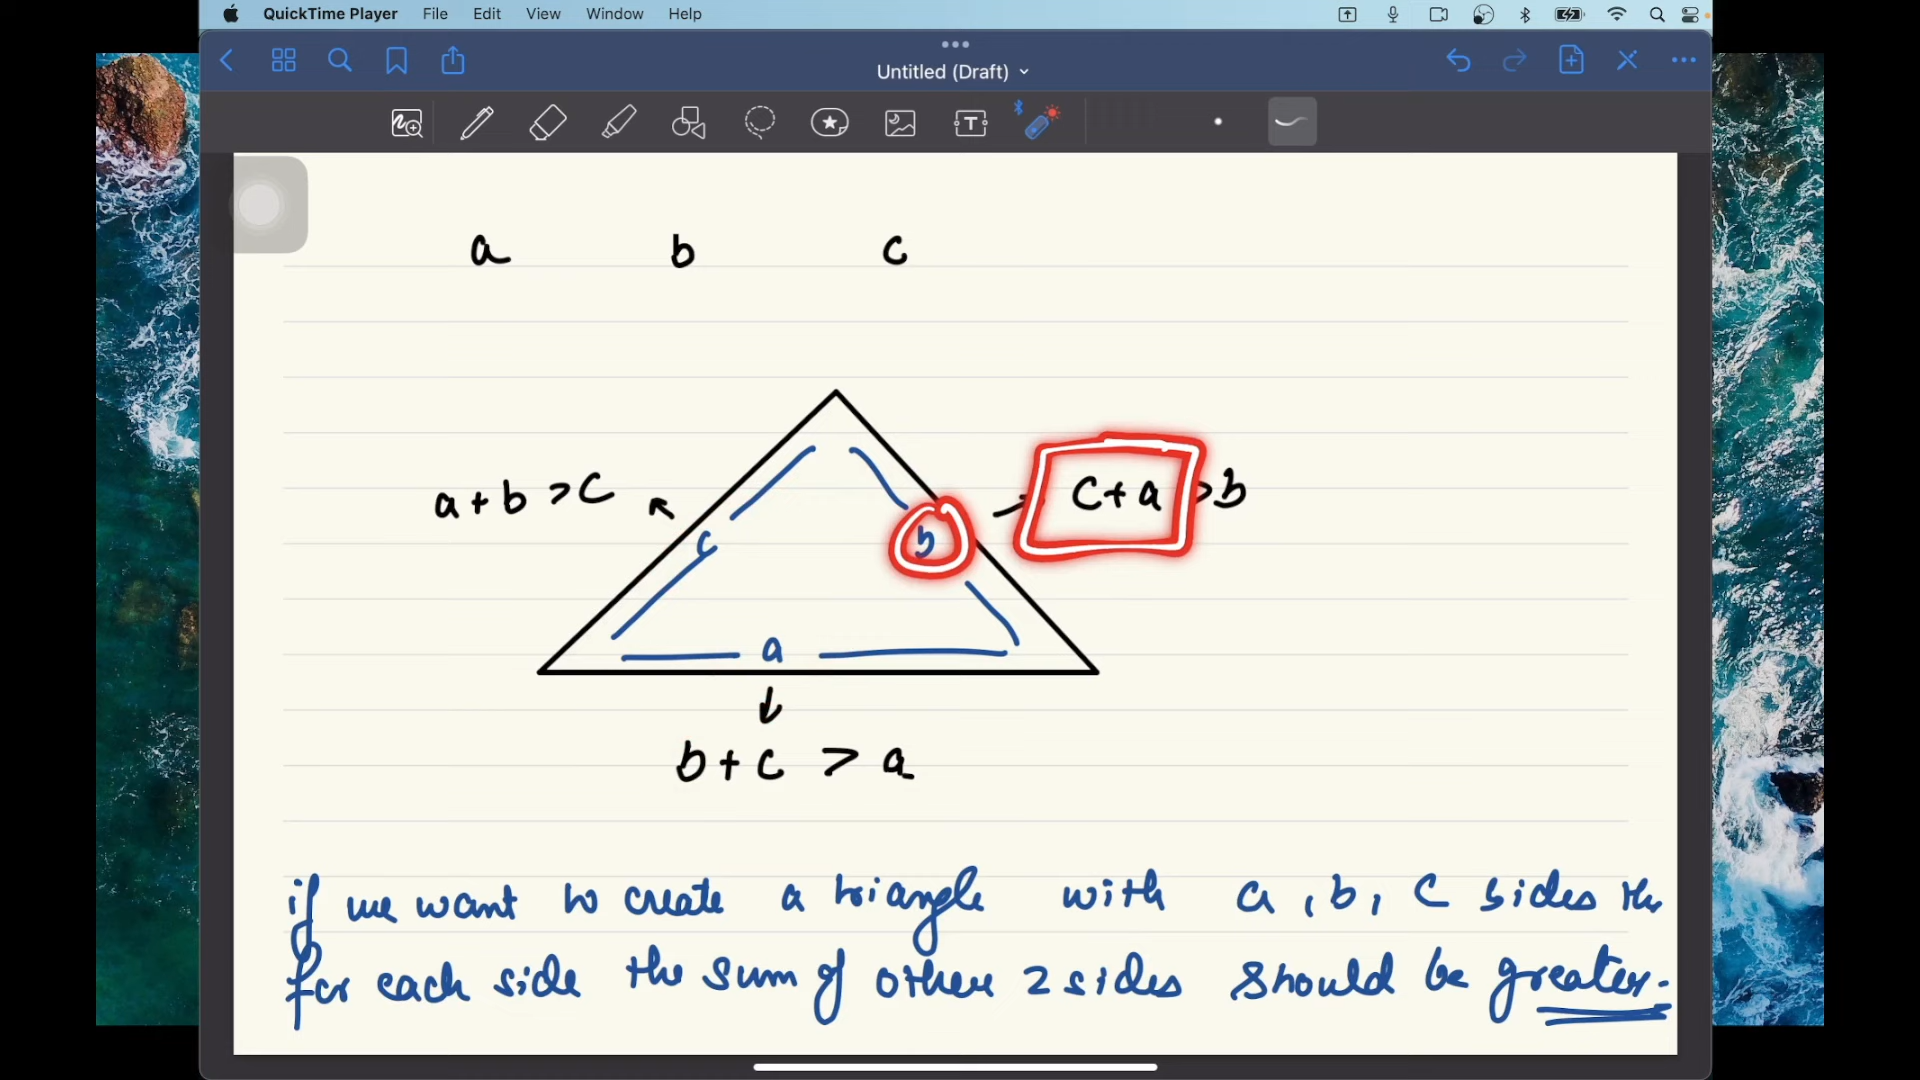 QuickTime Player File Edit View Window Help
Untitled (Draft)
T
a b c
a + b > c
c + a > b
c
b
a
b + c > a
if we want to create a triangle with a, b, c sides
for each side the sum of other 2 sides should be greater.